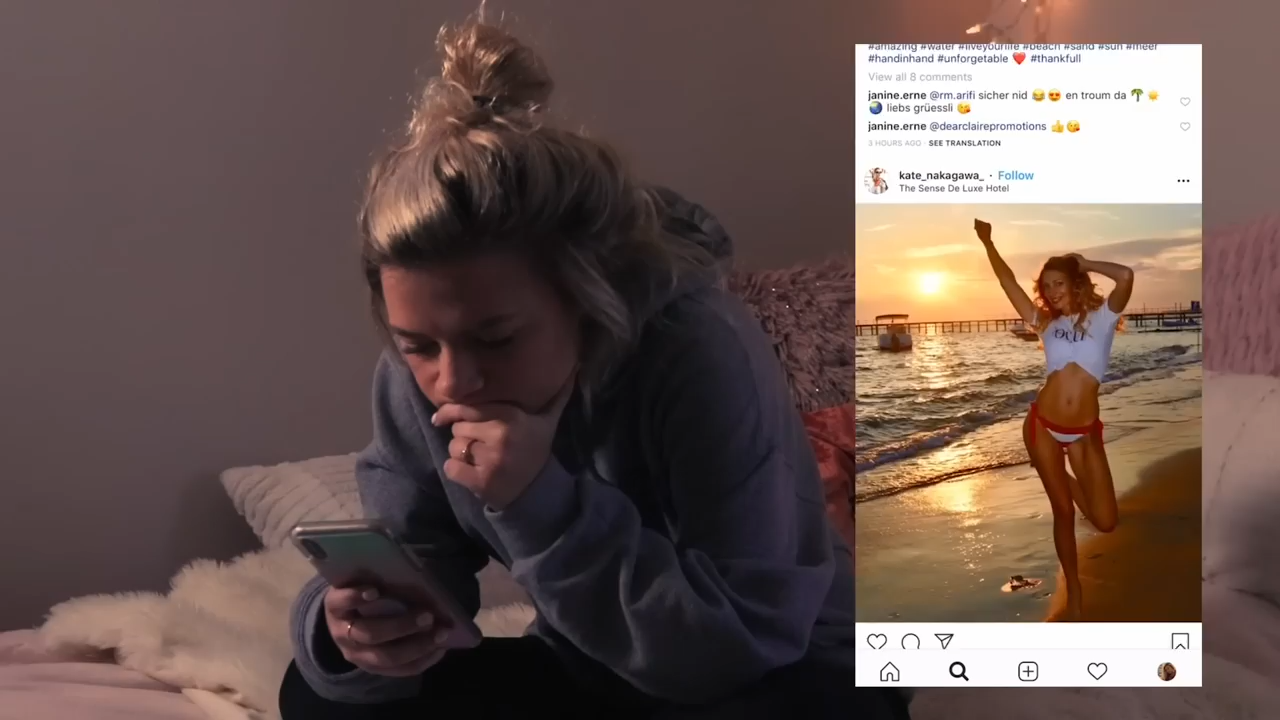 #amazing #water #liveyourlife #beach #sand #sun #meer
#handinhand #unforgetable ❤️ #thankfull
View all 8 comments
janine.erne @rm.arifi sicher nid 😂😍 en troum da 🌴☀️
🌏 liebs grüessli 😘
janine.erne @dearclairepromotions 👍😘
3 HOURS AGO · SEE TRANSLATION
kate_nakagawa_ · Follow
The Sense De Luxe Hotel